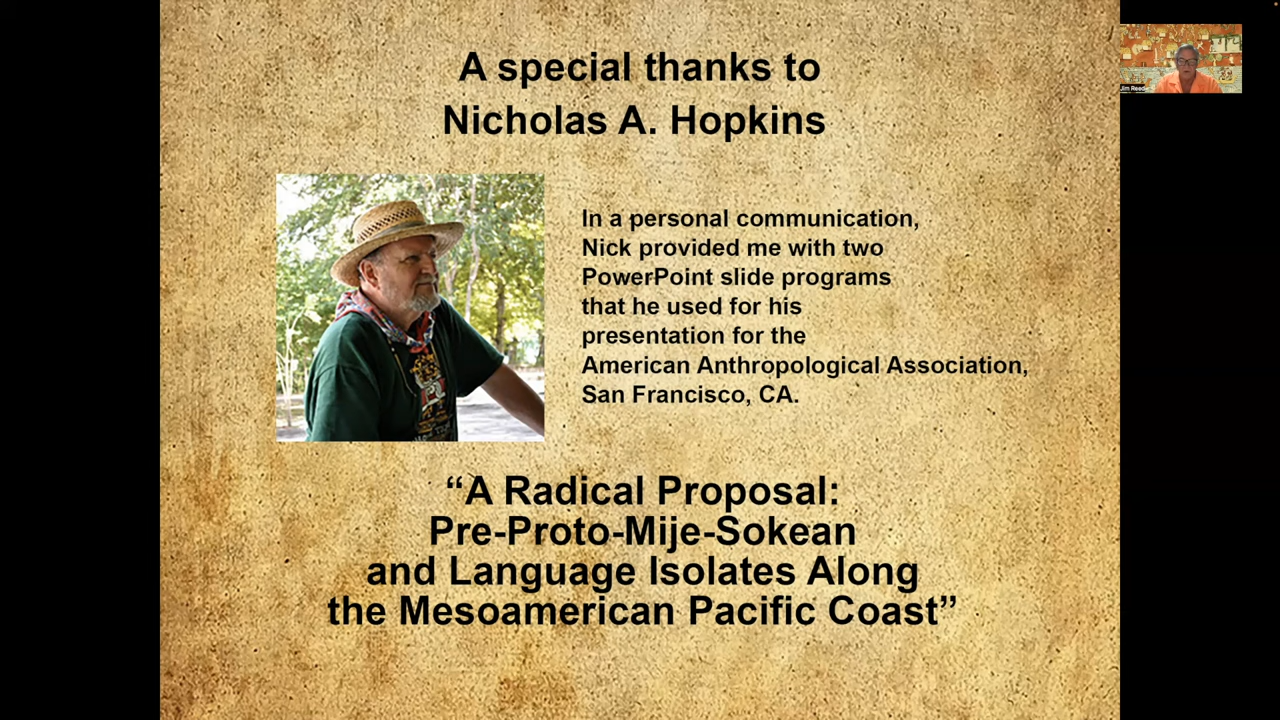 A special thanks to
Nicholas A. Hopkins
In a personal communication,
Nick provided me with two
PowerPoint slide programs
that he used for his
presentation for the
American Anthropological Association,
San Francisco, CA.
“A Radical Proposal:
Pre-Proto-Mije-Sokean
and Language Isolates Along
the Mesoamerican Pacific Coast”
Jim Reed